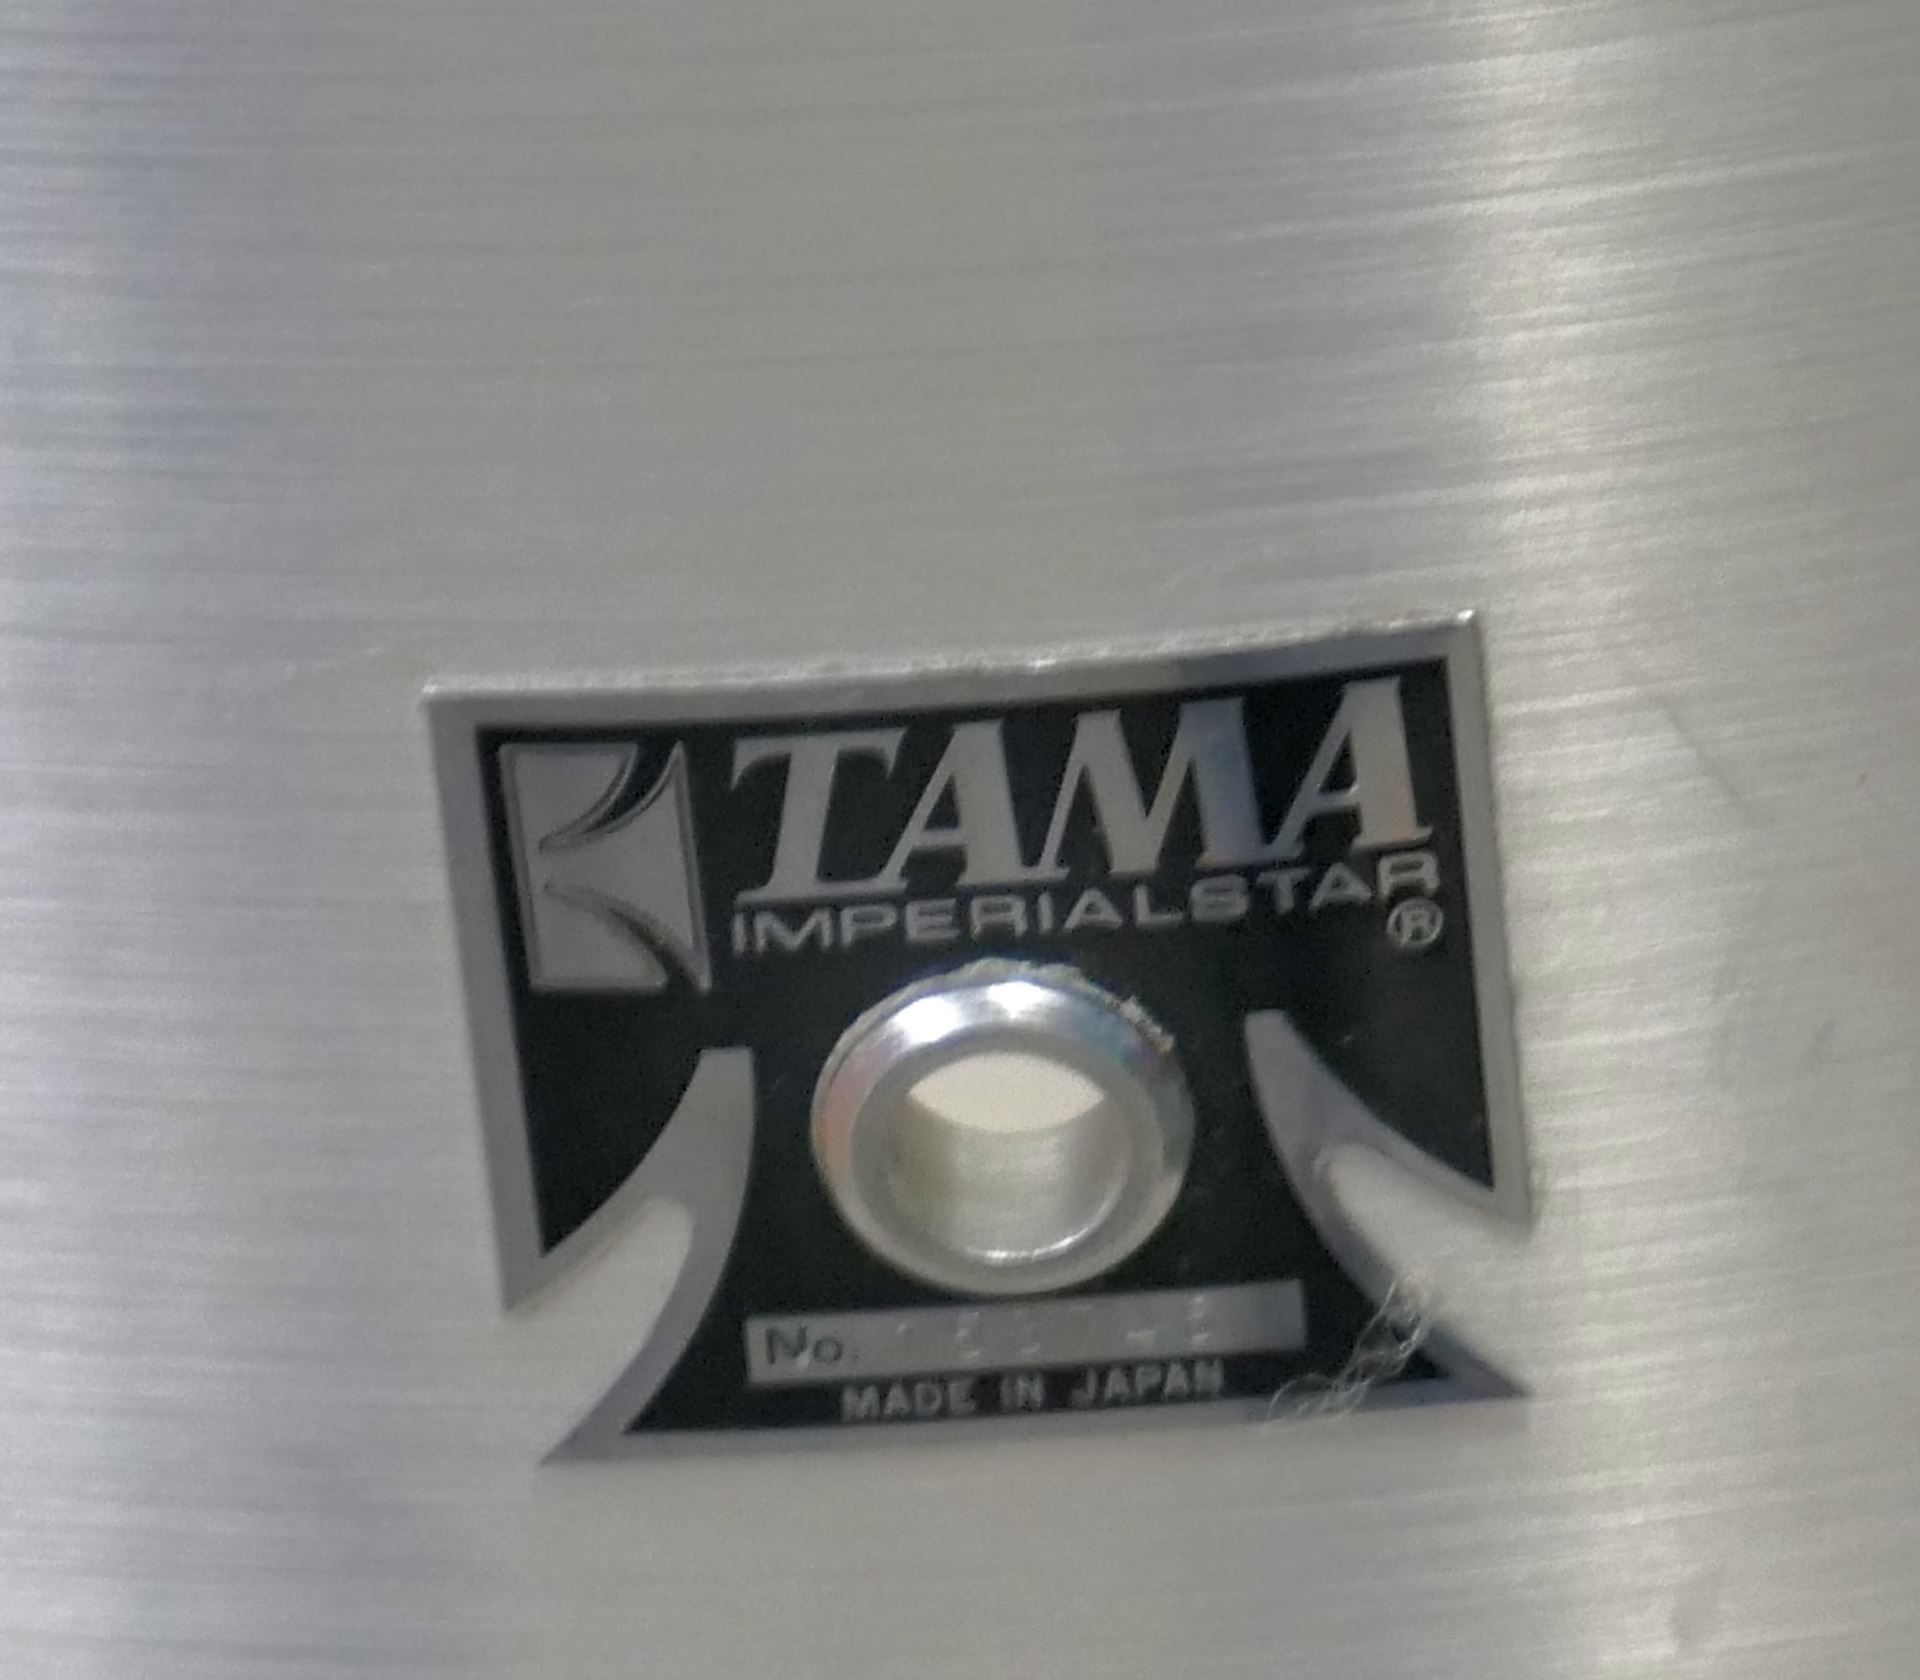 TAMA
IMPERIALSTAR
®
No.
MADE IN JAPAN